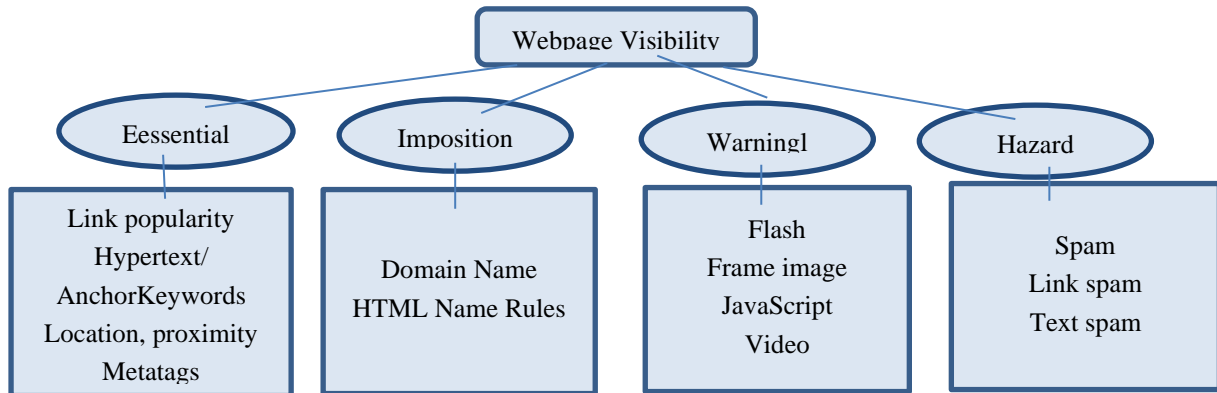 Webpage Visibility
Eessential
Imposition
Warningl
Hazard
Link popularity
Hypertext/
AnchorKeywords
Location, proximity
Metatags
Domain Name
HTML Name Rules
Flash
Frame image
JavaScript
Video
Spam
Link spam
Text spam